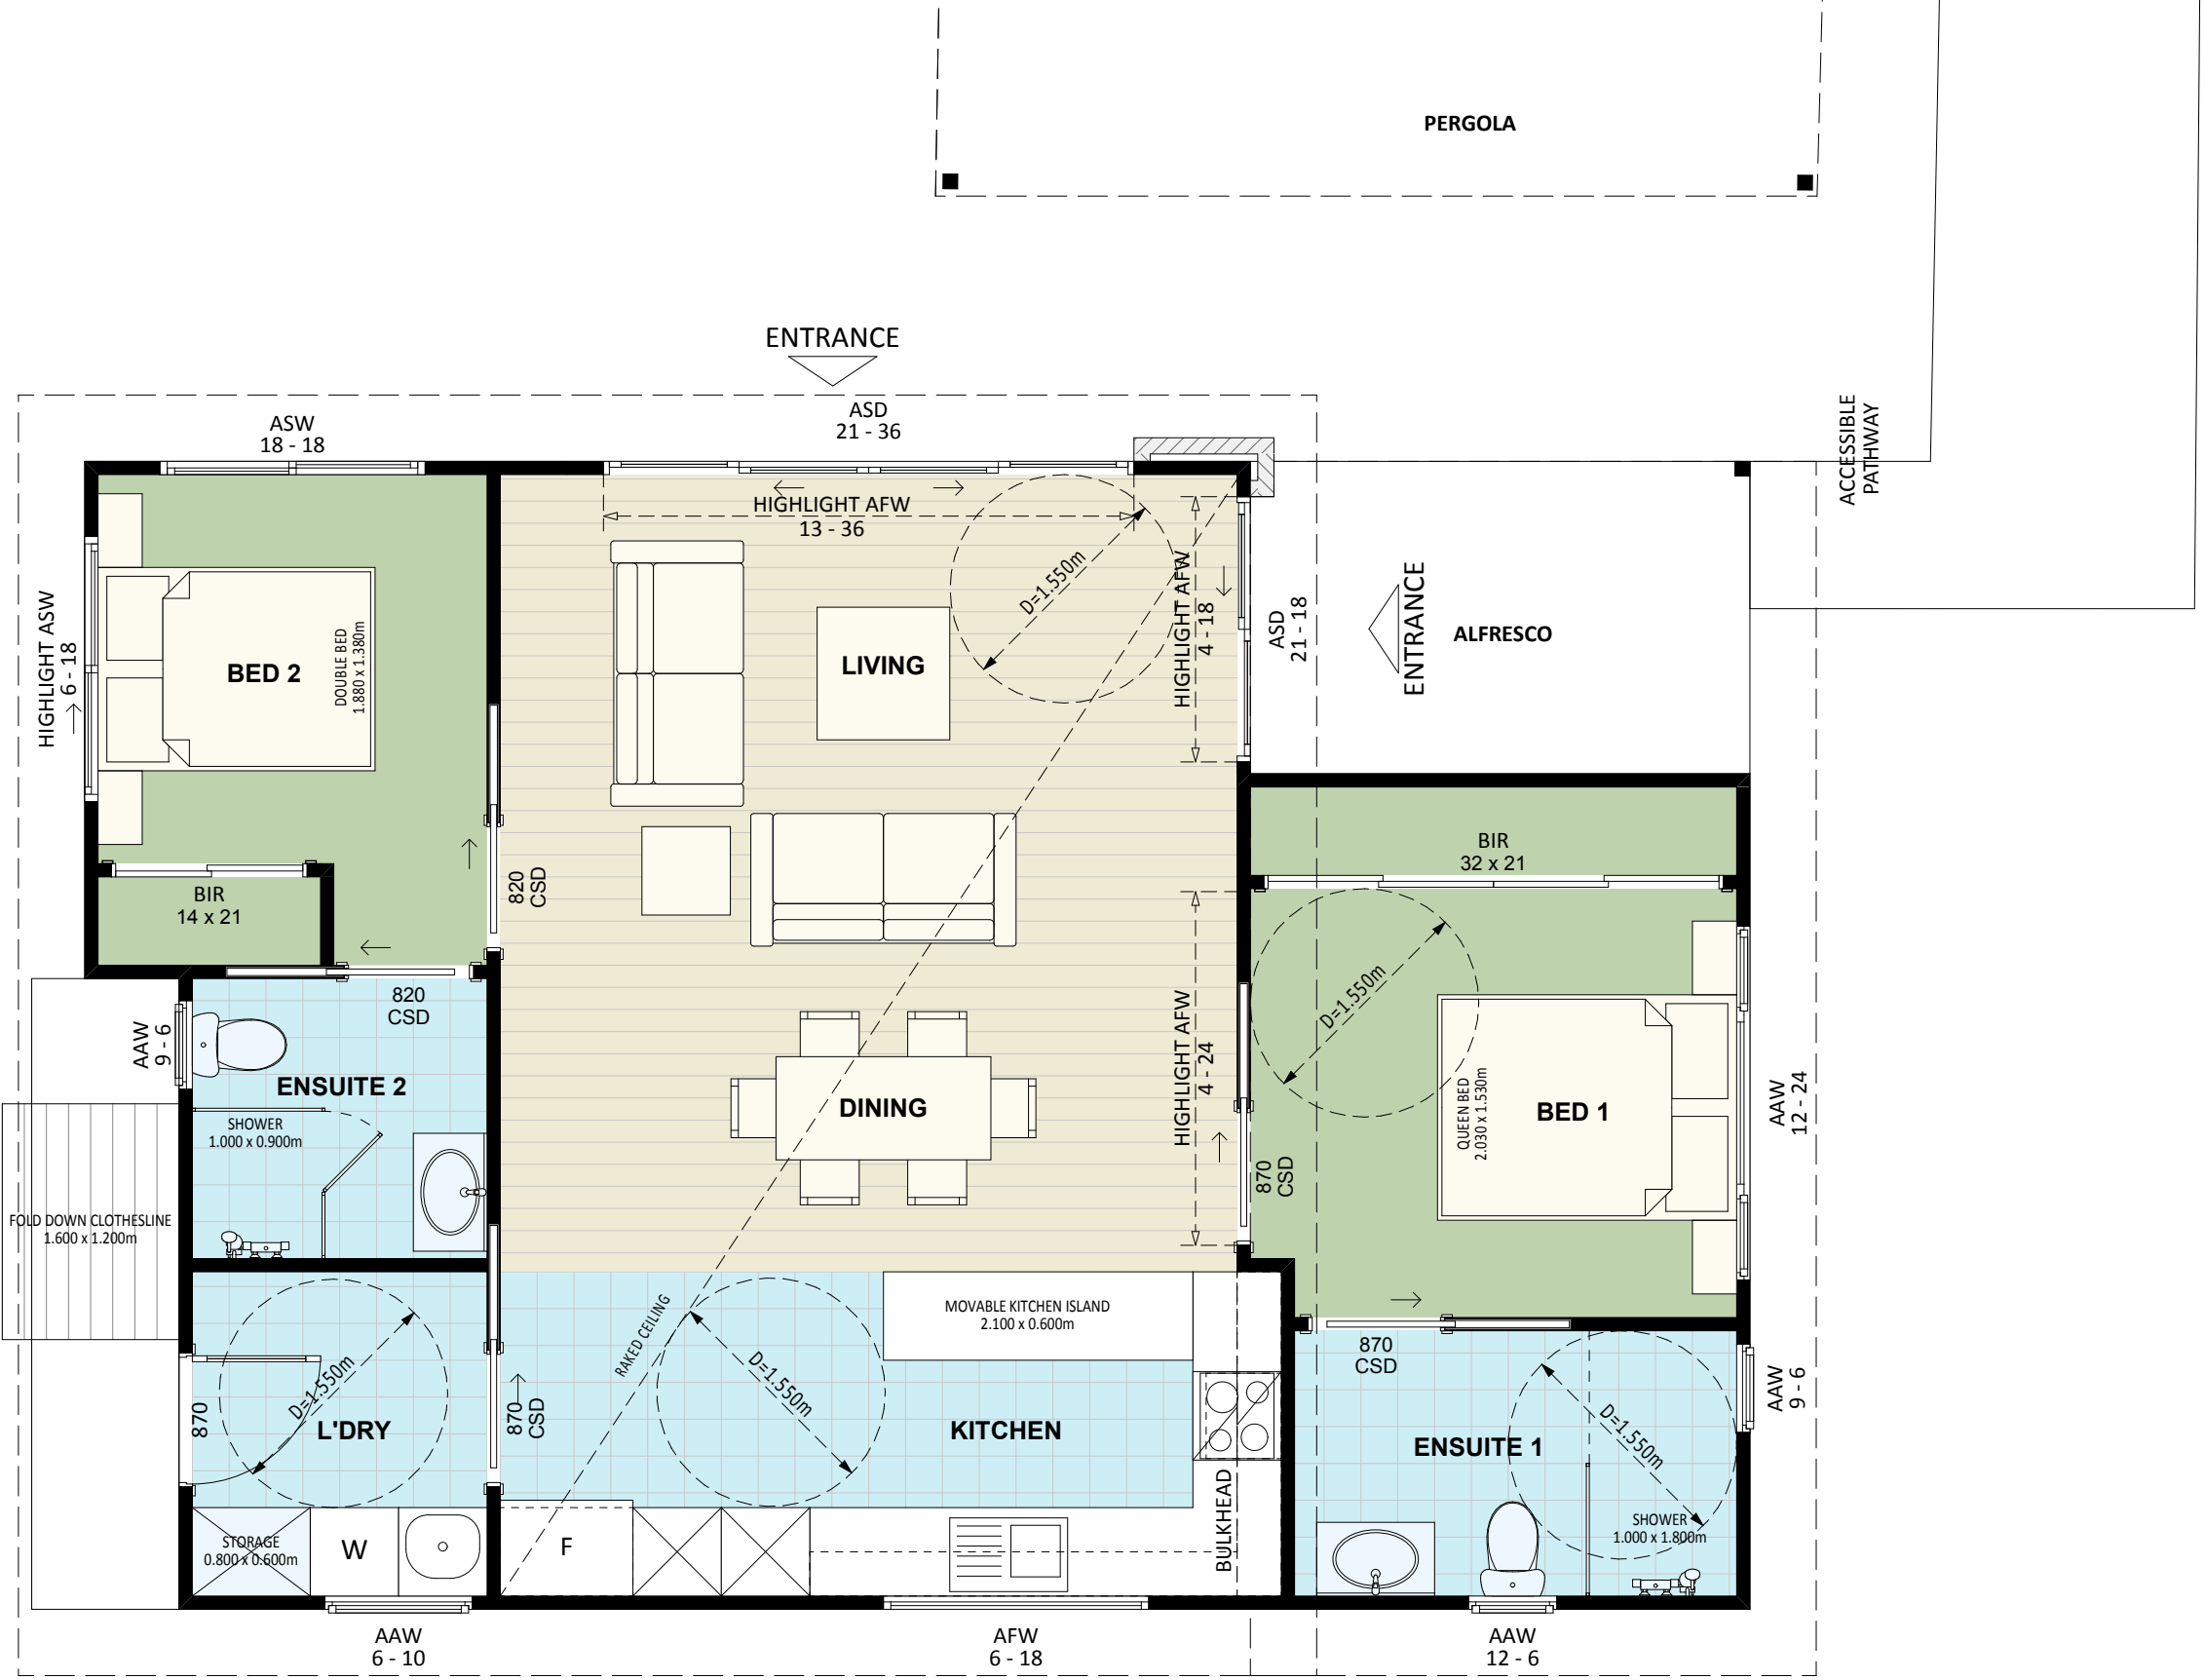 PERGOLA
ENTRANCE
ASW
18 - 18
ASD
21 - 36
ACCESSIBLE
PATHWAY
HIGHLIGHT AFW
13 - 36
D=1.550m
HIGHLIGHT AFW
4 - 18
ASD
21 - 18
ENTRANCE
ALFRESCO
HIGHLIGHT ASW
6 - 18
BED 2
DOUBLE BED
1.880 x 1.380m
LIVING
BIR
14 x 21
820
CSD
BIR
32 x 21
820
CSD
AAW
9 - 6
ENSUITE 2
SHOWER
1.000 x 0.900m
DINING
HIGHLIGHT AFW
4 - 24
870
CSD
D=1.550m
QUEEN BED
2.030 x 1.530m
BED 1
AAW
12 - 24
FOLD DOWN CLOTHESLINE
1.600 x 1.200m
D=1.550m
870
L'DRY
870
CSD
RAKED CEILING
D=1.550m
MOVABLE KITCHEN ISLAND
2.100 x 0.600m
KITCHEN
870
CSD
ENSUITE 1
D=1.550m
AAW
9 - 6
STORAGE
0.800 x 0.600m
W
F
BULKHEAD
SHOWER
1.000 x 1.800m
AAW
6 - 10
AFW
6 - 18
AAW
12 - 6